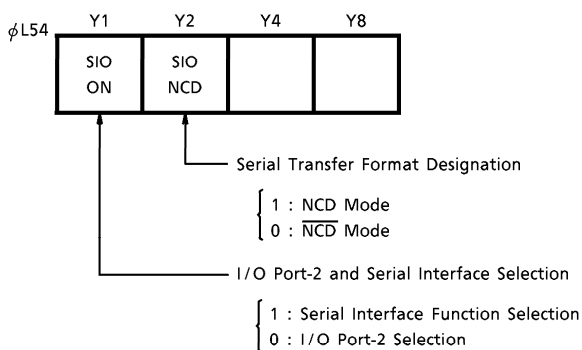 φL54 Y1 Y2 Y4 Y8
SIO ON
SIO NCD
Serial Transfer Format Designation
1 : NCD Mode
0 : N̅C̅D̅ Mode
I/O Port-2 and Serial Interface Selection
1 : Serial Interface Function Selection
0 : I/O Port-2 Selection